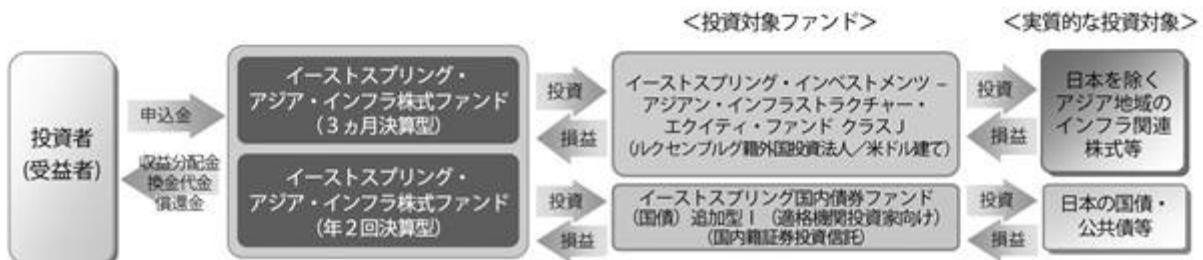 ＜投資対象ファンド＞
＜実質的な投資対象＞
投資者
(受益者)
申込金
収益分配金
換金代金
償還金
イーストスプリング・
アジア・インフラ株式ファンド
(３ヵ月決算型)
イーストスプリング・
アジア・インフラ株式ファンド
(年２回決算型)
投資
損益
投資
損益
イーストスプリング・インベストメンツ －
アジアン・インフラストラクチャー・
エクイティ・ファンド クラスＪ
(ルクセンブルグ籍外国投資法人／米ドル建て)
イーストスプリング国内債券ファンド
(国債) 追加型Ⅰ (適格機関投資家向け)
(国内籍証券投資信託)
投資
損益
投資
損益
日本を除く
アジア地域の
インフラ関連
株式等
日本の国債・
公共債等